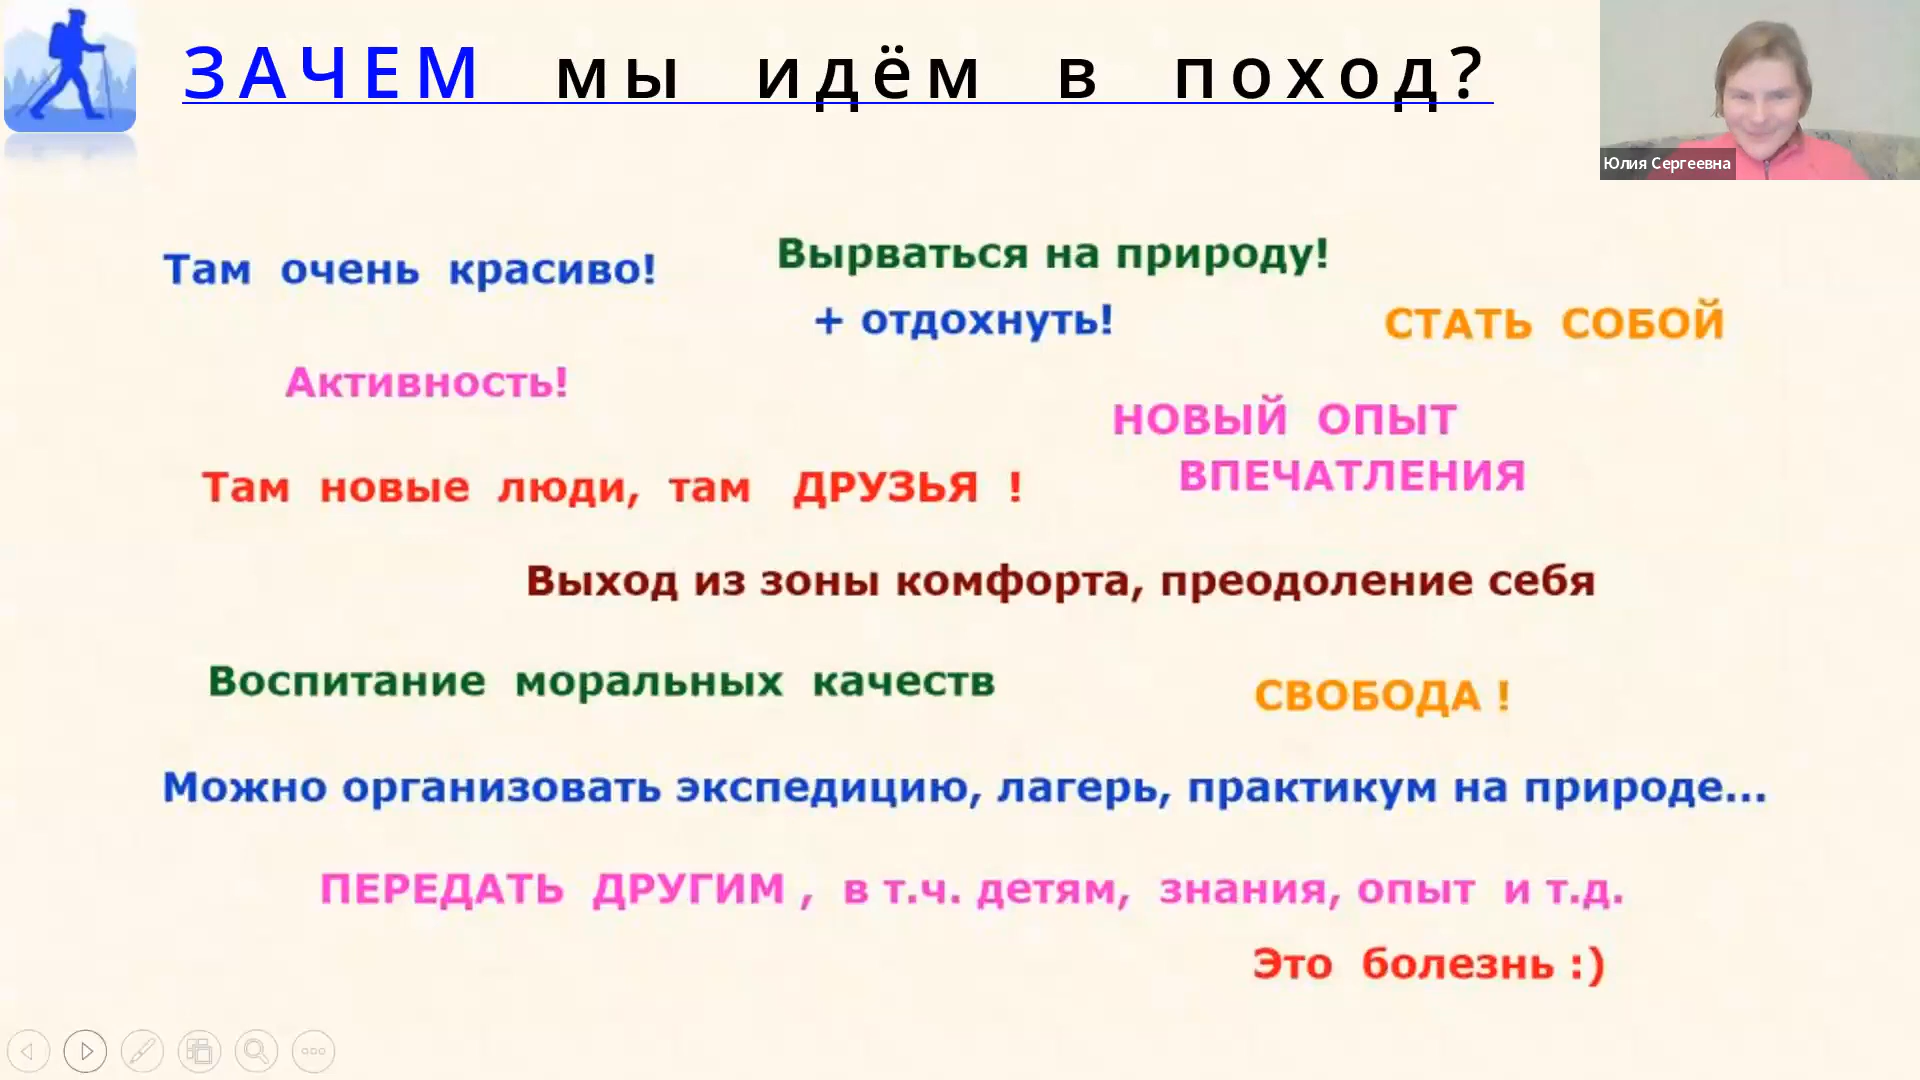 ЗАЧЕМ мы идём в поход?
Юлия Сергеевна
Там очень красиво!
Вырваться на природу!
+ отдохнуть!
СТАТЬ СОБОЙ
Активность!
НОВЫЙ ОПЫТ
ВПЕЧАТЛЕНИЯ
Там новые люди, там ДРУЗЬЯ !
Выход из зоны комфорта, преодоление себя
Воспитание моральных качеств
СВОБОДА !
Можно организовать экспедицию, лагерь, практикум на природе...
ПЕРЕДАТЬ ДРУГИМ , в т.ч. детям, знания, опыт и т.д.
Это болезнь :)